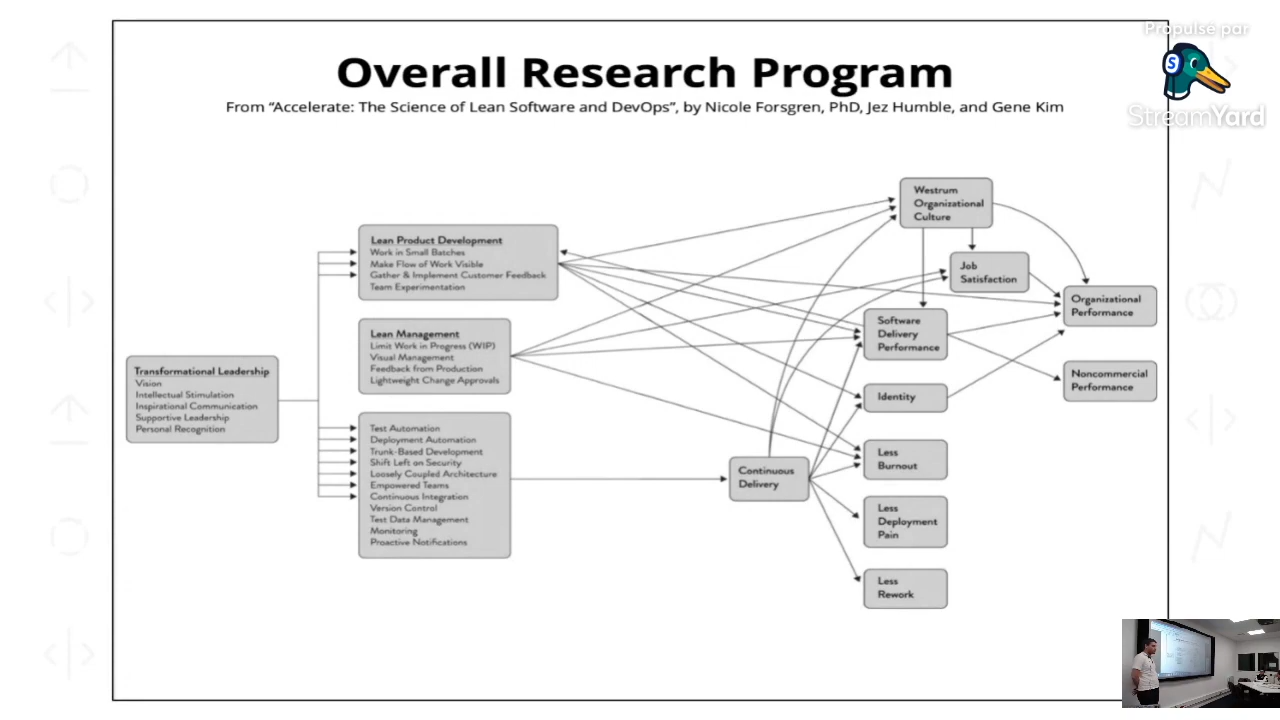 Overall Research Program
From “Accelerate: The Science of Lean Software and DevOps”, by Nicole Forsgren, PhD, Jez Humble, and Gene Kim
Propulsé par
StreamYard
Transformational Leadership
Vision
Intellectual Stimulation
Inspirational Communication
Supportive Leadership
Personal Recognition
Lean Product Development
Work in Small Batches
Make Flow of Work Visible
Gather & Implement Customer Feedback
Team Experimentation
Lean Management
Limit Work in Progress (WIP)
Visual Management
Feedback from Production
Lightweight Change Approvals
Test Automation
Deployment Automation
Trunk-Based Development
Shift Left on Security
Loosely Coupled Architecture
Empowered Teams
Continuous Integration
Version Control
Test Data Management
Monitoring
Proactive Notifications
Continuous
Delivery
Westrum
Organizational
Culture
Job
Satisfaction
Software
Delivery
Performance
Identity
Less
Burnout
Less
Deployment
Pain
Less
Rework
Organizational
Performance
Noncommercial
Performance